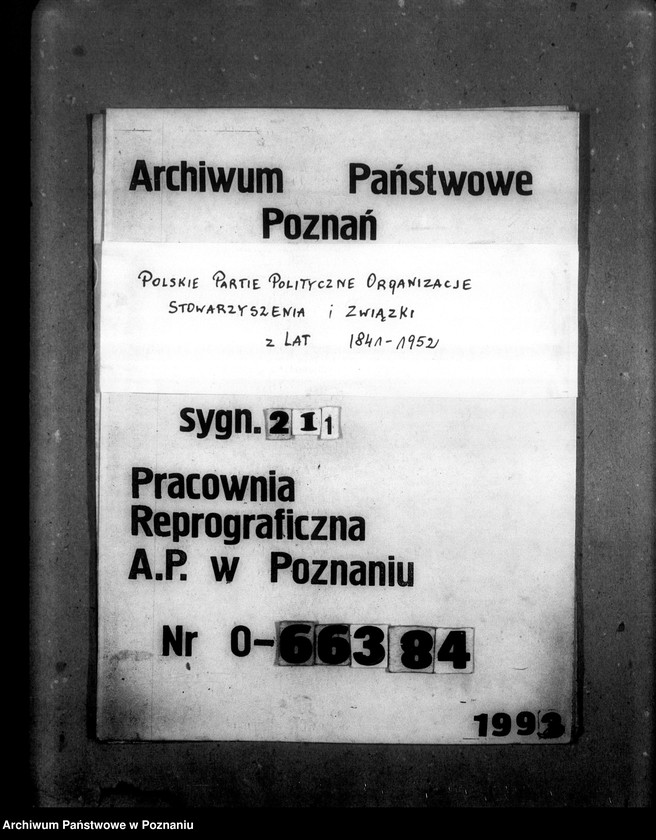 Archiwum Państwowe
Poznań
POLSKIE PARTIE POLITYCZNE ORGANIZACJE
STOWARZYSZENIA i ZWIĄZKI
z LAT 1841-1952
sygn. 211
Pracownia
Reprograficzna
A.P. w Poznaniu
Nr 0-66384
1993
Archiwum Państwowe w Poznaniu